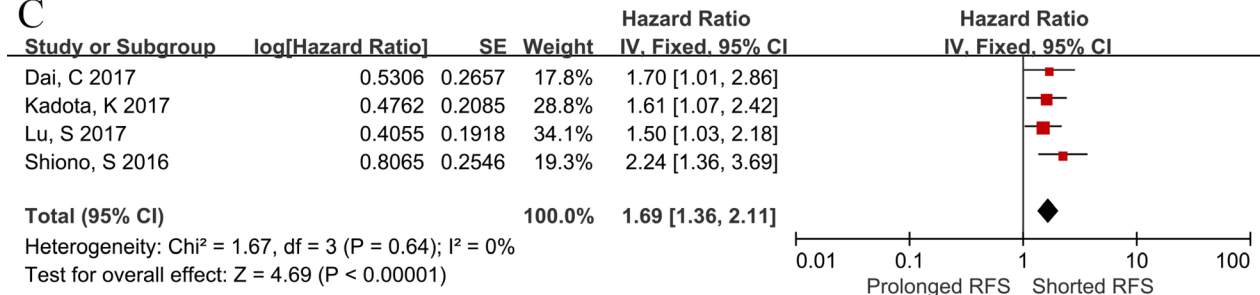 C
Hazard Ratio Hazard Ratio
Study or Subgroup log[Hazard Ratio] SE Weight IV, Fixed, 95% CI IV, Fixed, 95% CI
Dai, C 2017 0.5306 0.2657 17.8% 1.70 [1.01, 2.86]
Kadota, K 2017 0.4762 0.2085 28.8% 1.61 [1.07, 2.42]
Lu, S 2017 0.4055 0.1918 34.1% 1.50 [1.03, 2.18]
Shiono, S 2016 0.8065 0.2546 19.3% 2.24 [1.36, 3.69]
Total (95% CI) 100.0% 1.69 [1.36, 2.11]
Heterogeneity: Chi² = 1.67, df = 3 (P = 0.64); I² = 0%
Test for overall effect: Z = 4.69 (P < 0.00001)
0.01 0.1 1 10 100
Prolonged RFS Shorted RFS